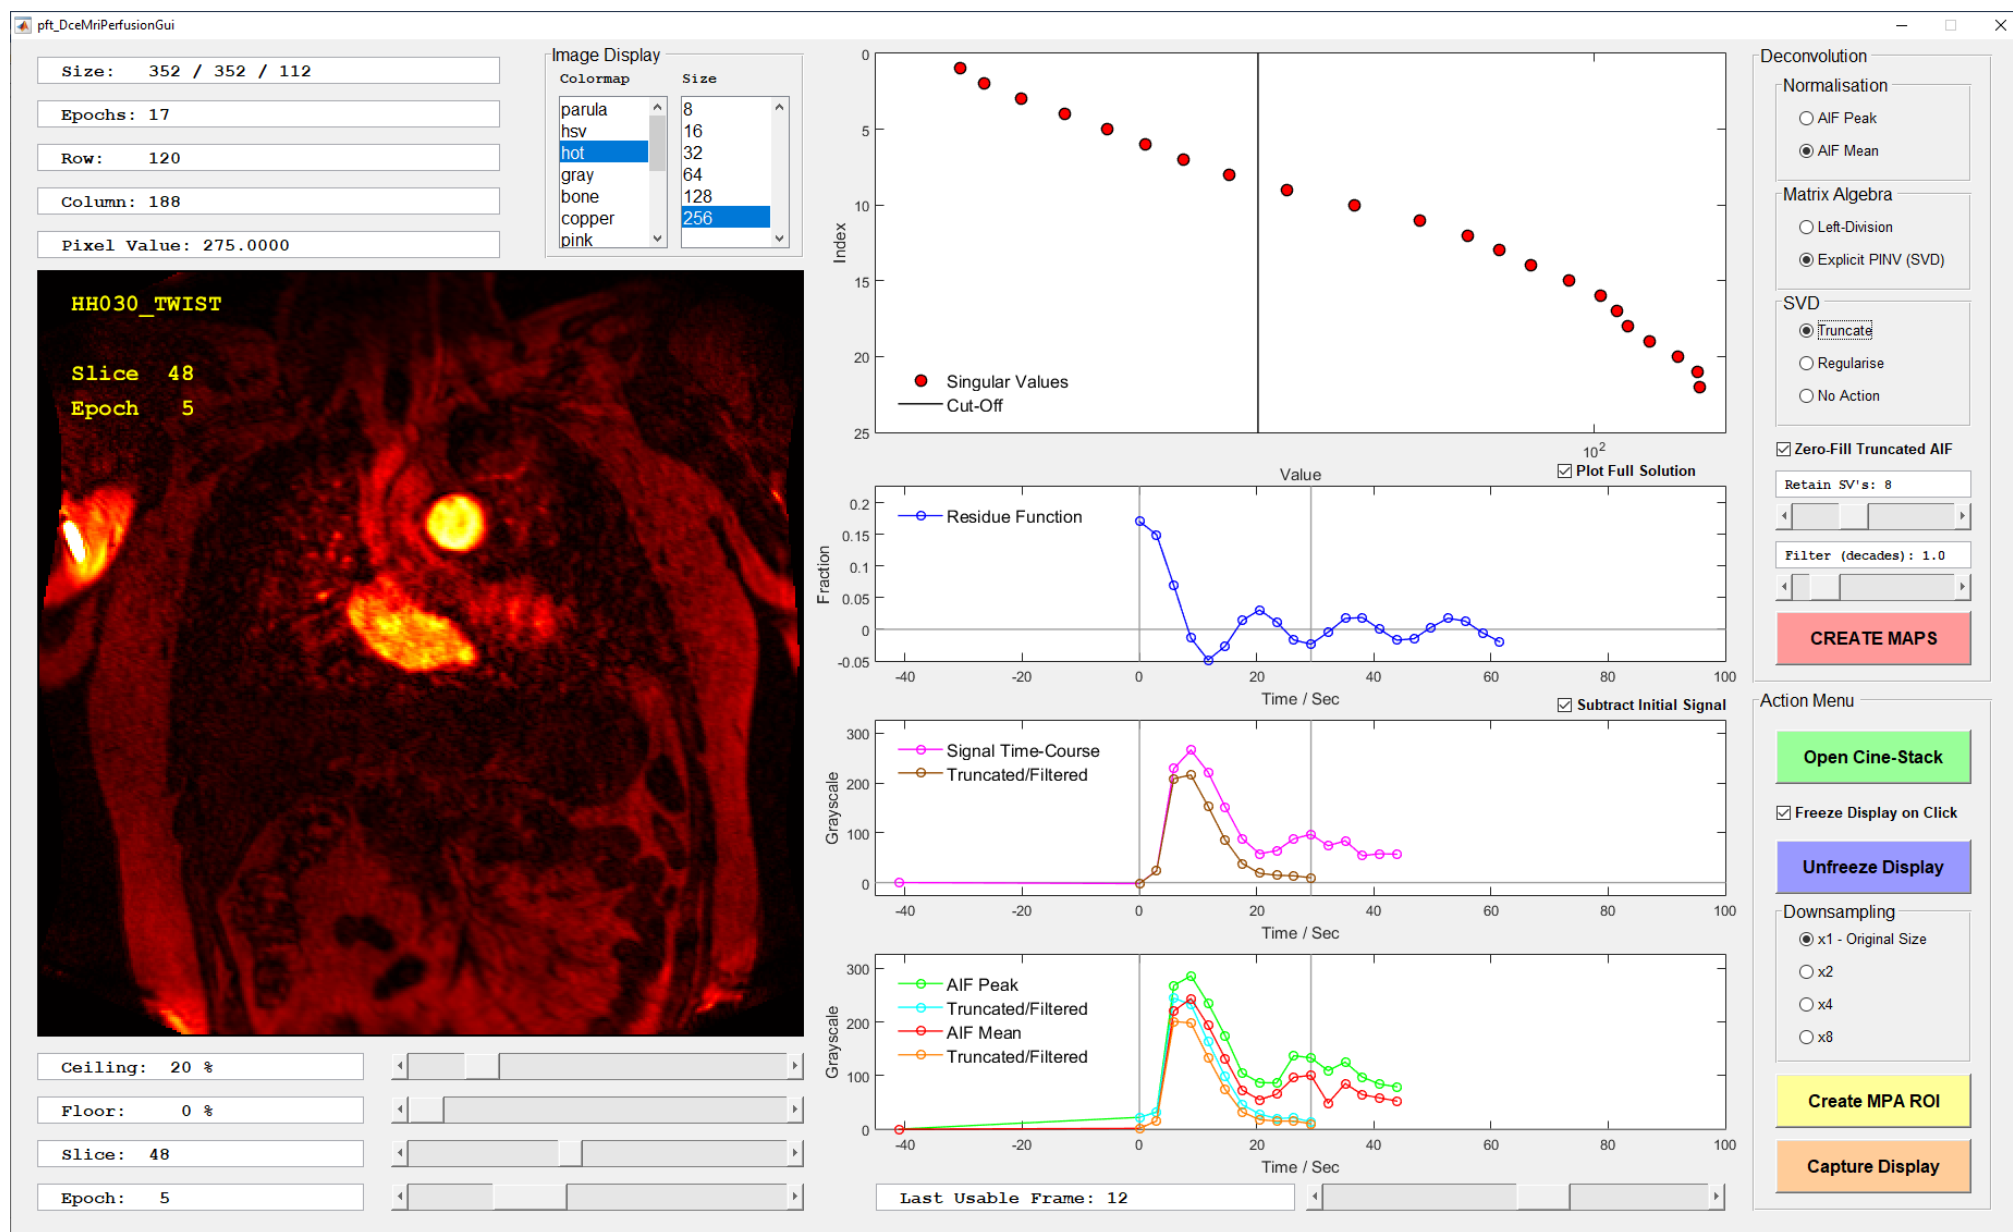 pft_DceMriPerfusionGui
Size: 352 / 352 / 112
Epochs: 17
Row: 120
Column: 188
Pixel Value: 275.0000
Image Display
Colormap Size
parula 8
hsv 16
hot 32
gray 64
bone 128
copper 256
pink
HH030_TWIST
Slice 48
Epoch 5
Ceiling: 20 %
Floor: 0 %
Slice: 48
Epoch: 5
0
5
10
15
20
25
Index
Singular Values
Cut-Off
10²
Value
Plot Full Solution
0.2
0.15
0.1
0.05
0
-0.05
Fraction
Residue Function
-40 -20 0 20 40 60 80 100
Time / Sec
Subtract Initial Signal
300
200
100
0
Grayscale
Signal Time-Course
Truncated/Filtered
-40 -20 0 20 40 60 80 100
Time / Sec
300
200
100
0
Grayscale
AIF Peak
Truncated/Filtered
AIF Mean
Truncated/Filtered
-40 -20 0 20 40 60 80 100
Time / Sec
Last Usable Frame: 12
Deconvolution
Normalisation
AIF Peak
AIF Mean
Matrix Algebra
Left-Division
Explicit PINV (SVD)
SVD
Truncate
Regularise
No Action
Zero-Fill Truncated AIF
Retain SV's: 8
Filter (decades): 1.0
CREATE MAPS
Action Menu
Open Cine-Stack
Freeze Display on Click
Unfreeze Display
Downsampling
x1 - Original Size
x2
x4
x8
Create MPA ROI
Capture Display